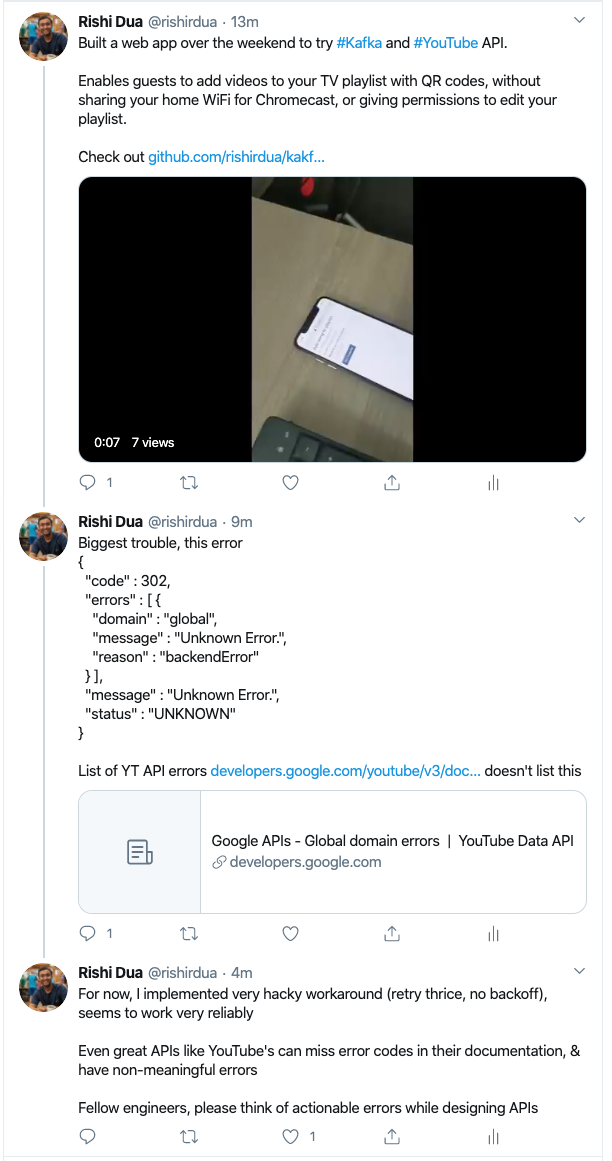 Rishi Dua @rishirdua · 13m
Built a web app over the weekend to try #Kafka and #YouTube API.
Enables guests to add videos to your TV playlist with QR codes, without
sharing your home WiFi for Chromecast, or giving permissions to edit your
playlist.
Check out github.com/rishirdua/kakf...
0:07 7 views
1
Rishi Dua @rishirdua · 9m
Biggest trouble, this error
{
"code" : 302,
"errors" : [ {
"domain" : "global",
"message" : "Unknown Error.",
"reason" : "backendError"
} ],
"message" : "Unknown Error.",
"status" : "UNKNOWN"
}
List of YT API errors developers.google.com/youtube/v3/doc... doesn't list this
Google APIs - Global domain errors | YouTube Data API
developers.google.com
1
Rishi Dua @rishirdua · 4m
For now, I implemented very hacky workaround (retry thrice, no backoff),
seems to work very reliably
Even great APIs like YouTube's can miss error codes in their documentation, &
have non-meaningful errors
Fellow engineers, please think of actionable errors while designing APIs
1